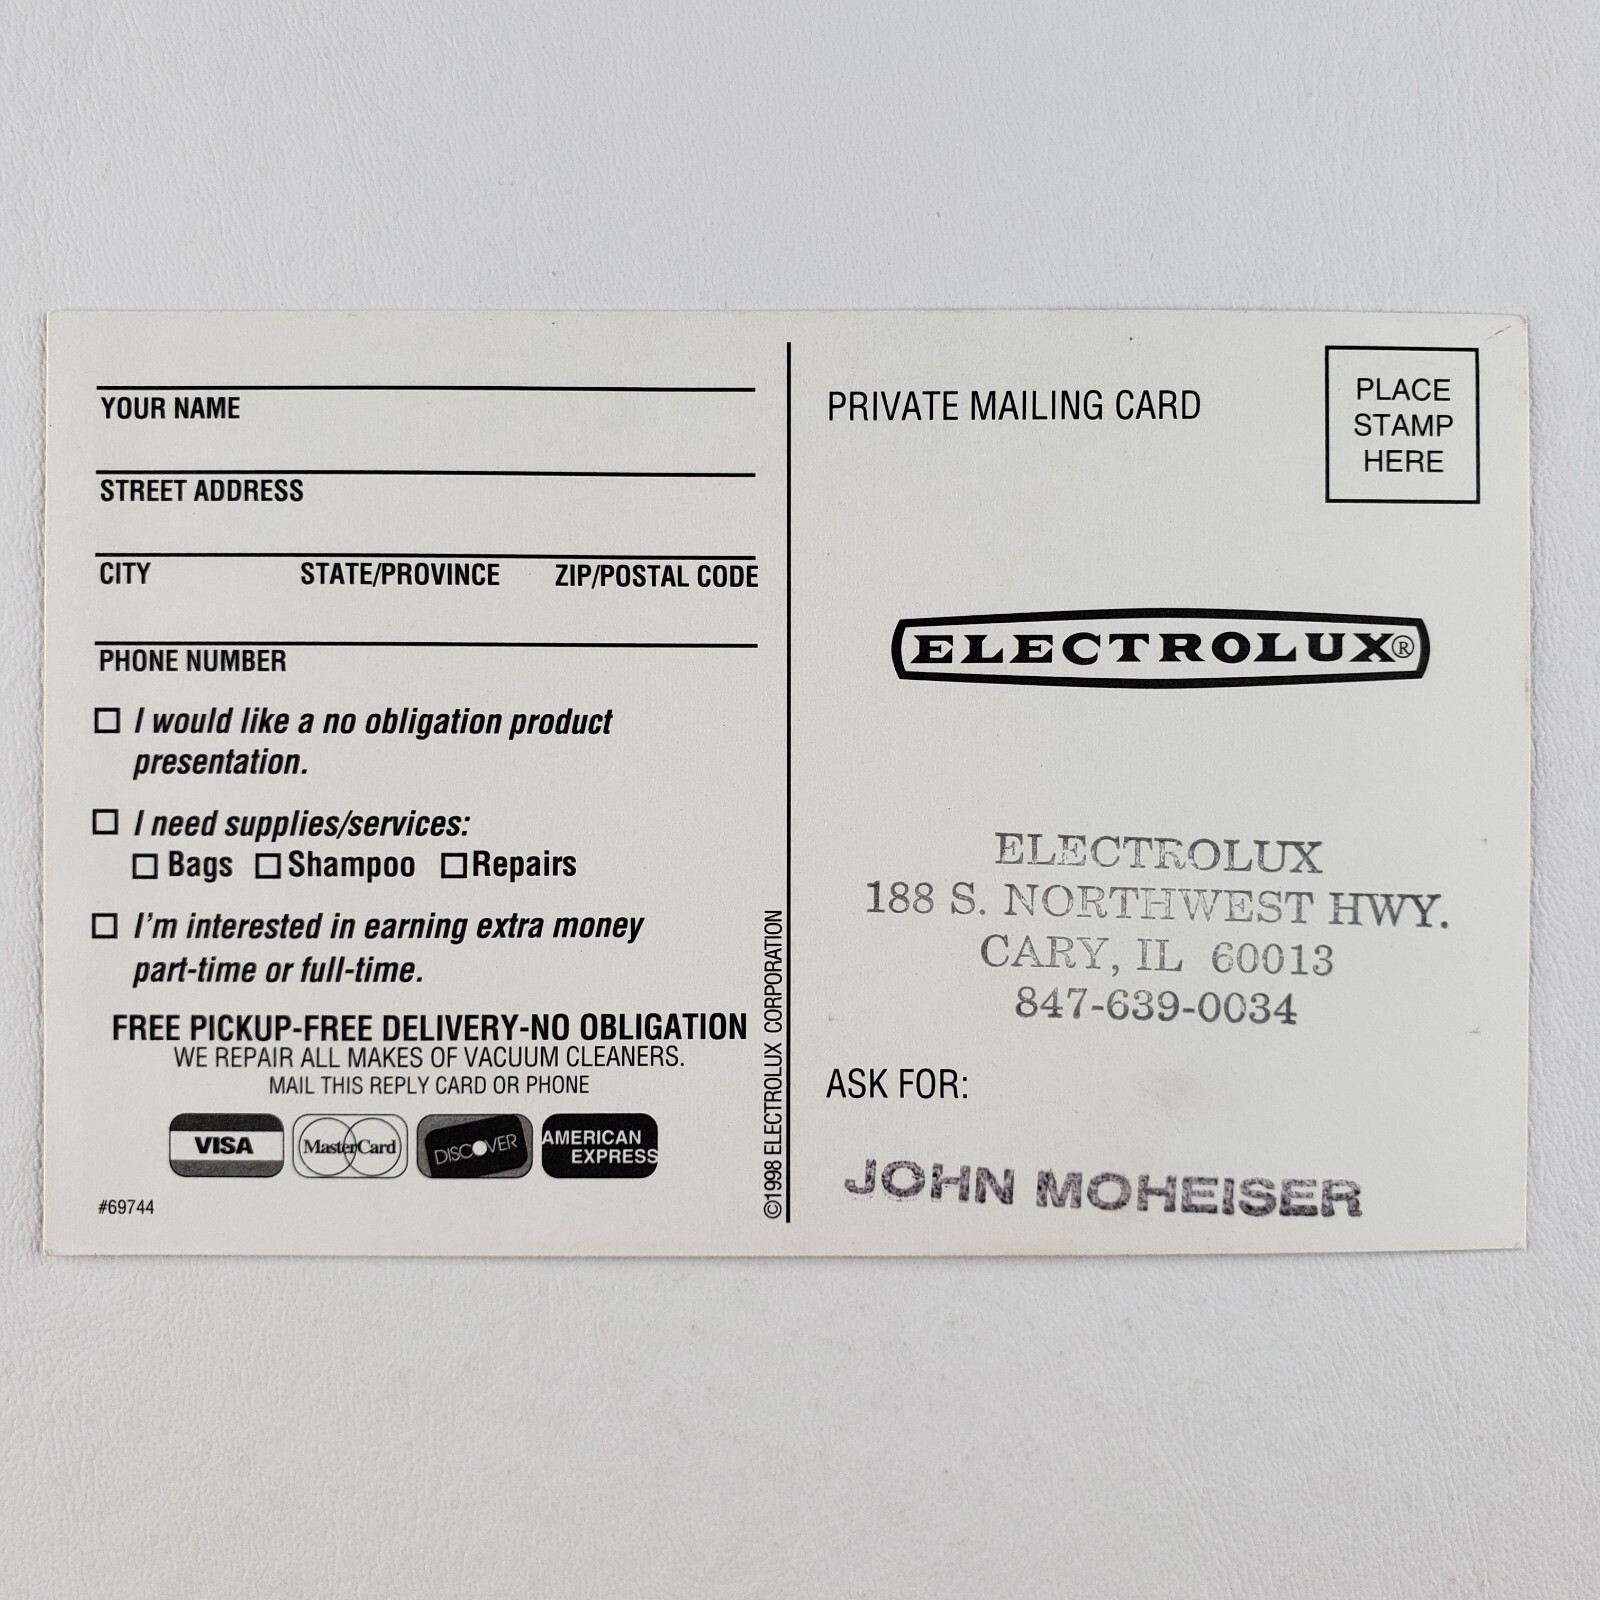 YOUR NAME
STREET ADDRESS
CITY STATE/PROVINCE ZIP/POSTAL CODE
PHONE NUMBER
I would like a no obligation product
presentation.
I need supplies/services:
Bags Shampoo Repairs
I'm interested in earning extra money
part-time or full-time.
FREE PICKUP-FREE DELIVERY-NO OBLIGATION
WE REPAIR ALL MAKES OF VACUUM CLEANERS.
MAIL THIS REPLY CARD OR PHONE
VISA MasterCard DISCOVER AMERICAN
EXPRESS
#69744
©1998 ELECTROLUX CORPORATION
PRIVATE MAILING CARD
PLACE
STAMP
HERE
ELECTROLUX®
ELECTROLUX
188 S. NORTHWEST HWY.
CARY, IL 60013
847-639-0034
ASK FOR:
JOHN MOHEISER